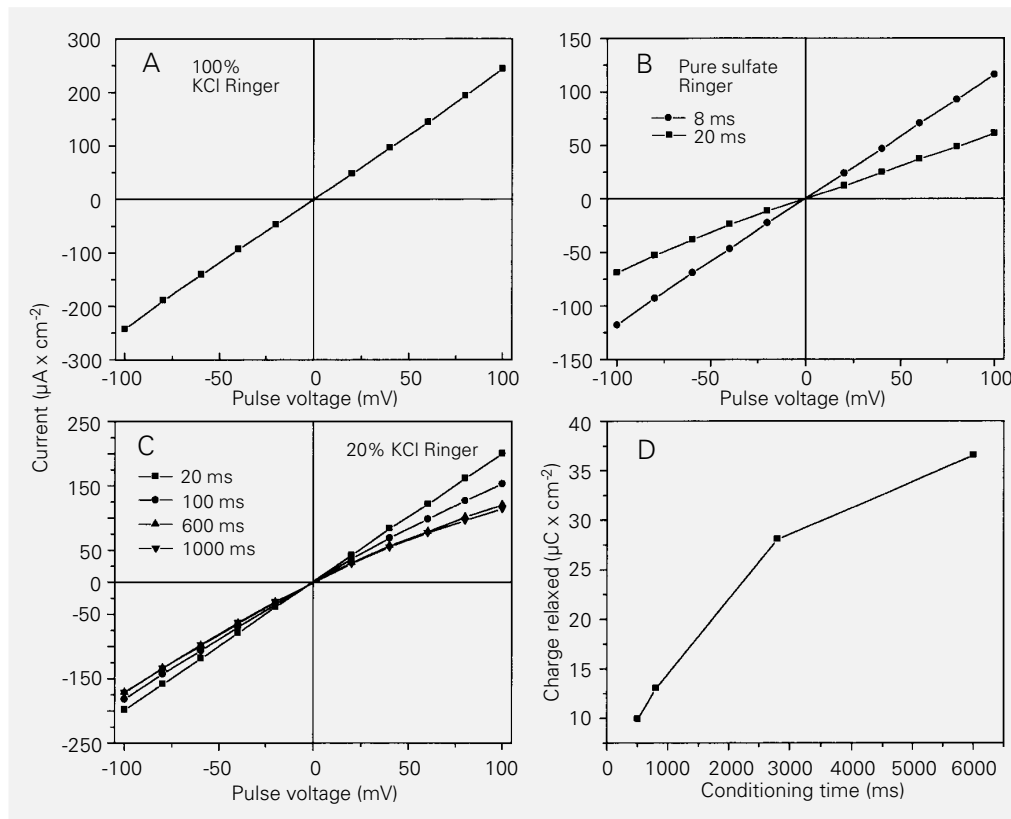 Current (µA x cm-2)
A
100%
KCl Ringer
300
200
100
0
-100
-200
-300
-100
-50
0
50
100
Pulse voltage (mV)
B
Pure sulfate
Ringer
8 ms
20 ms
150
100
50
0
-50
-100
-150
-100
-50
0
50
100
Pulse voltage (mV)
C
20% KCl Ringer
20 ms
100 ms
600 ms
1000 ms
250
200
150
100
50
0
-50
-100
-150
-200
-250
-100
-50
0
50
100
Pulse voltage (mV)
D
Charge relaxed (µC x cm-2)
40
35
30
25
20
15
10
0
1000
2000
3000
4000
5000
6000
Conditioning time (ms)